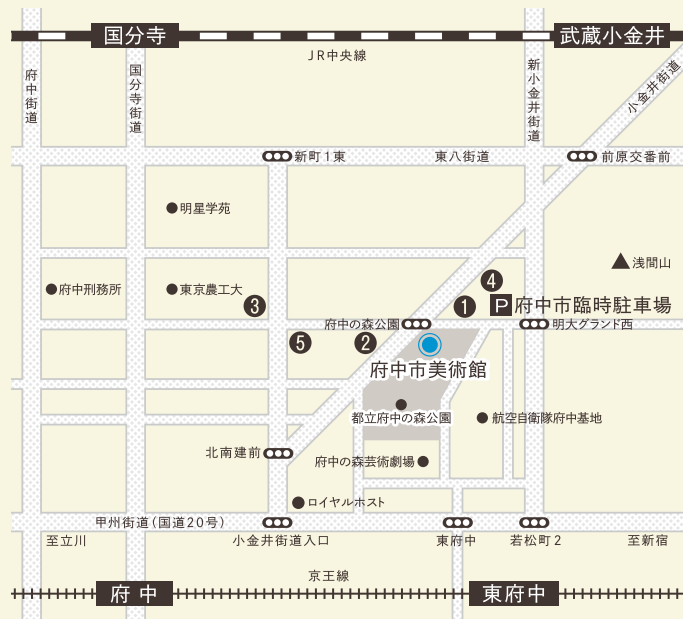 国分寺
武蔵小金井
JR中央線
府中街道
国分寺街道
新小金井街道
小金井街道
新町1東
東八街道
前原交番前
明星学苑
浅間山
府中刑務所
東京農工大
3
4
1
P府中市臨時駐車場
府中の森公園
明大グランド西
5
2
府中市美術館
都立府中の森公園
航空自衛隊府中基地
北南建前
府中の森芸術劇場
ロイヤルホスト
甲州街道(国道20号)
至立川
小金井街道入口
東府中
若松町2
至新宿
京王線
府中
東府中